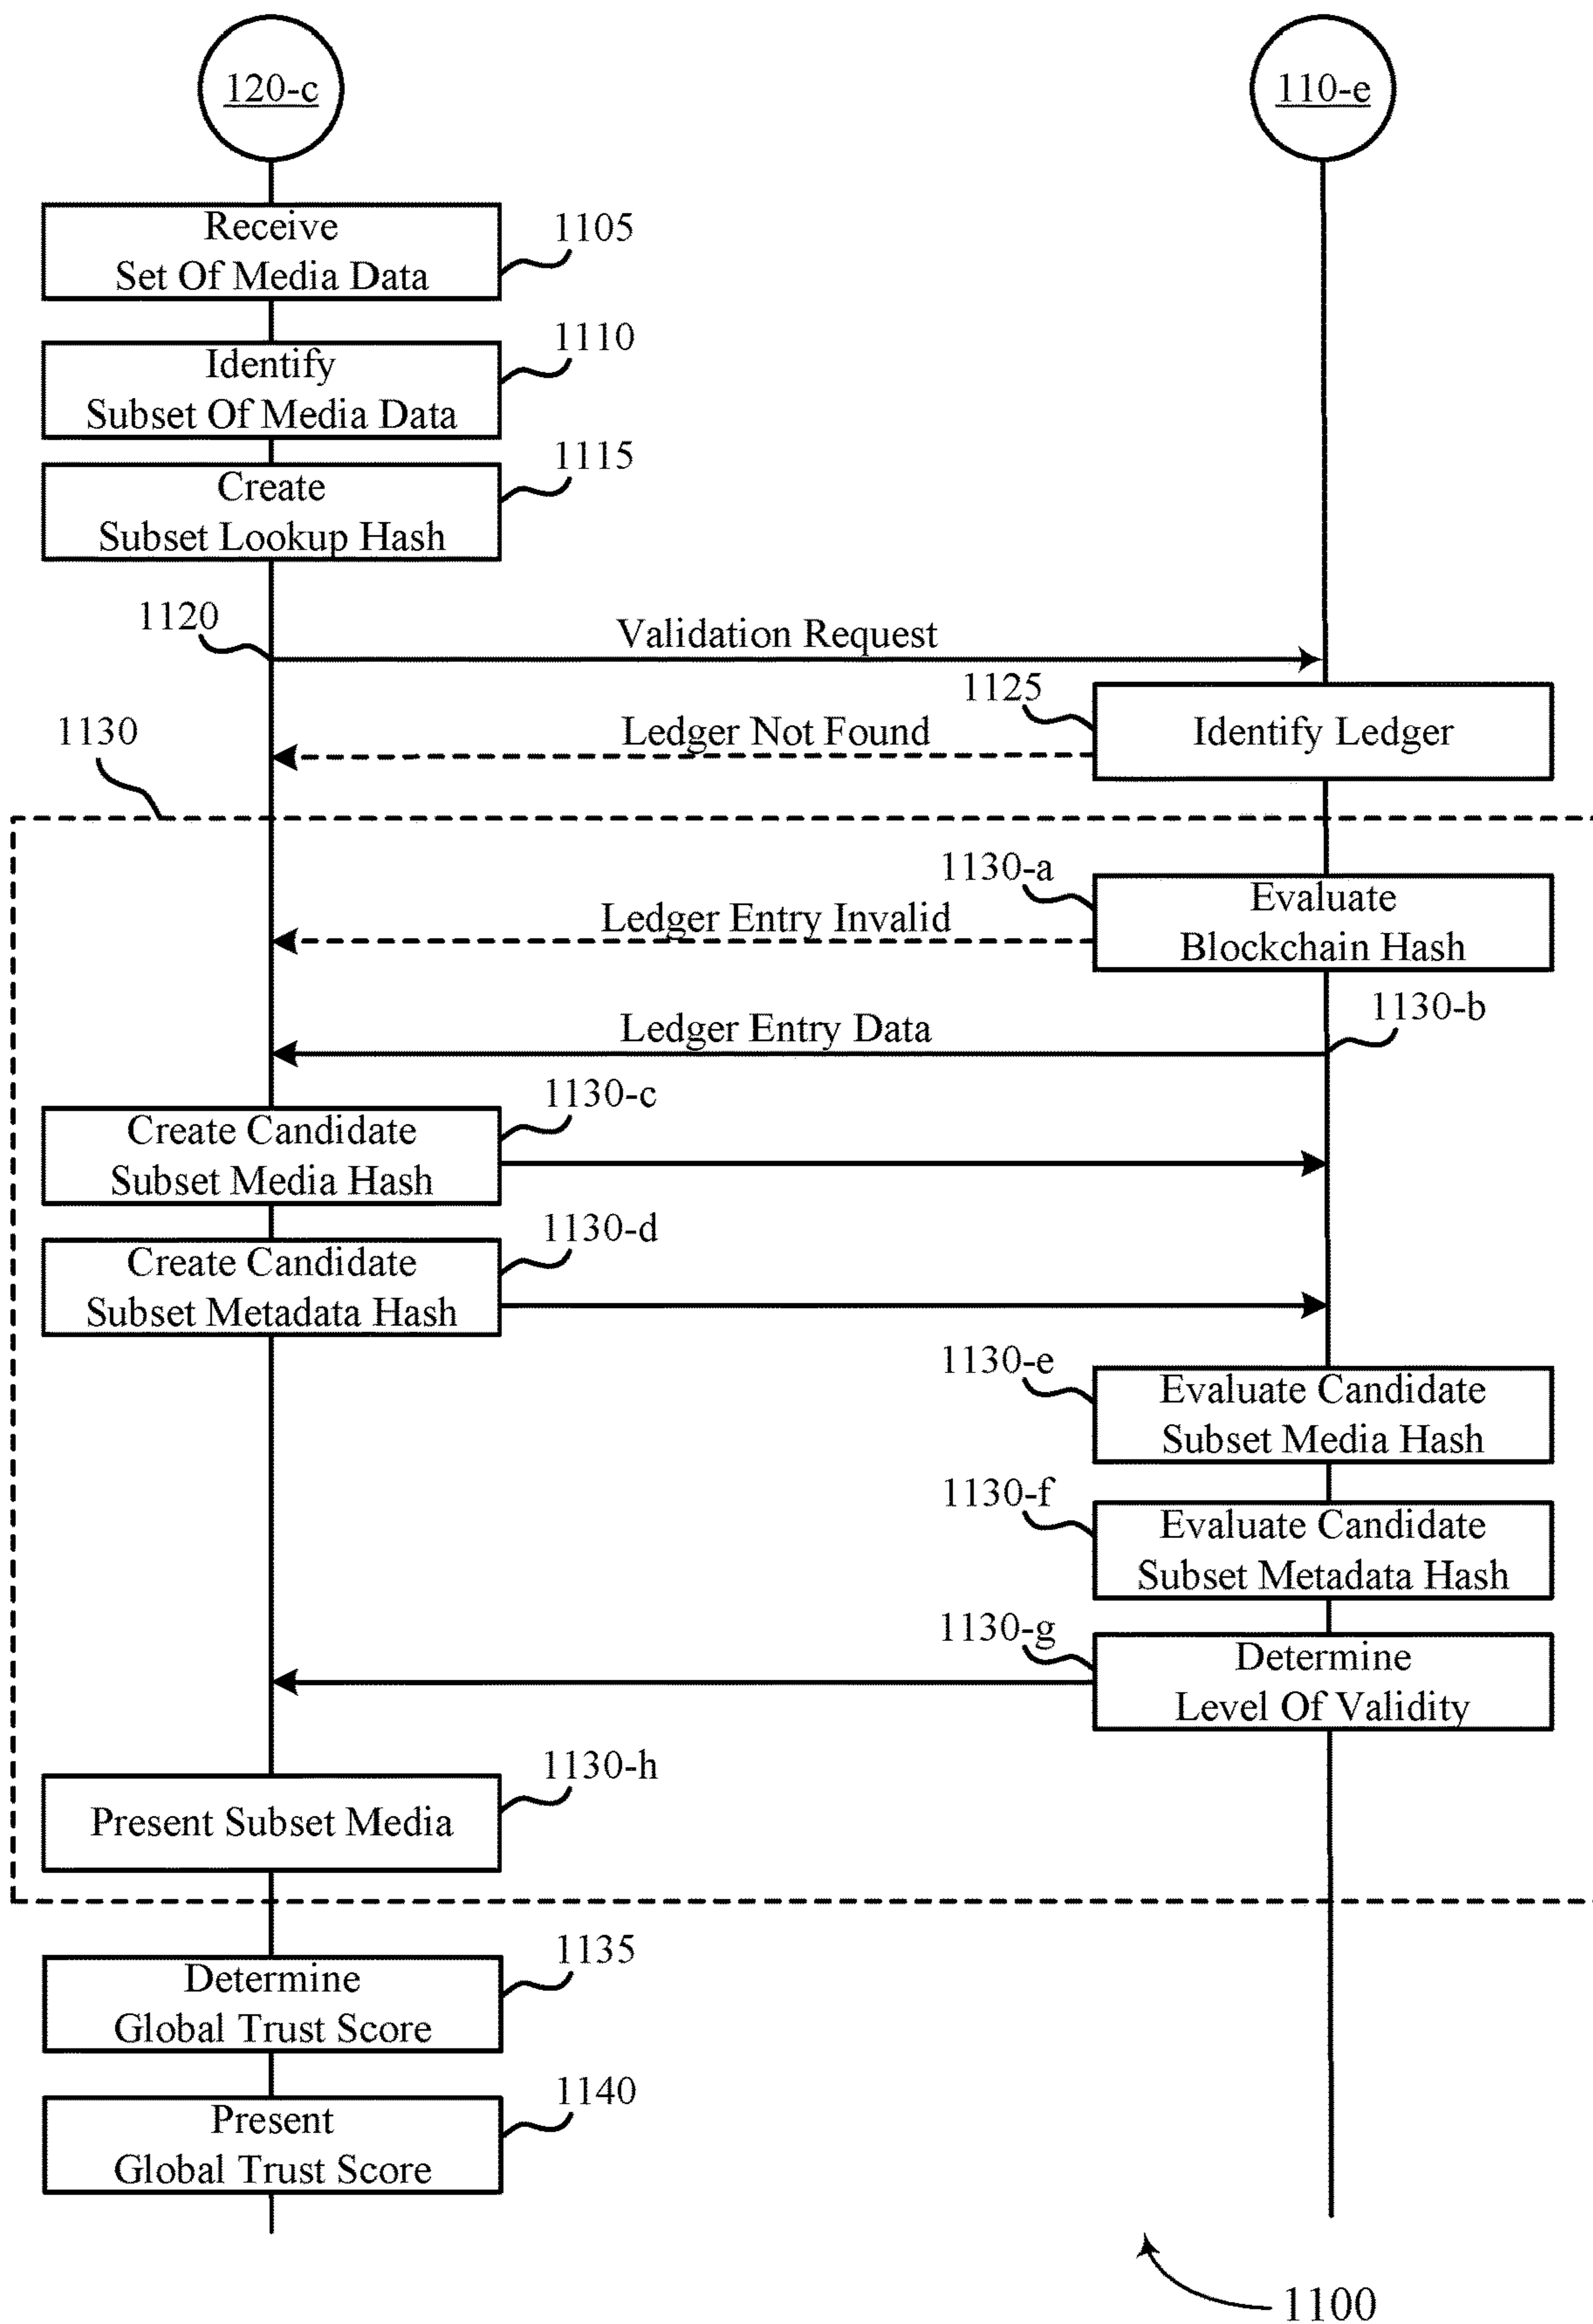 120-c
110-e
Receive
Set Of Media Data
1105
Identify
Subset Of Media Data
1110
Create
Subset Lookup Hash
1115
1120
Validation Request
1125
Identify Ledger
Ledger Not Found
1130
1130-a
Evaluate
Blockchain Hash
Ledger Entry Invalid
1130-b
Ledger Entry Data
1130-c
Create Candidate
Subset Media Hash
1130-d
Create Candidate
Subset Metadata Hash
1130-e
Evaluate Candidate
Subset Media Hash
1130-f
Evaluate Candidate
Subset Metadata Hash
1130-g
Determine
Level Of Validity
1130-h
Present Subset Media
1135
Determine
Global Trust Score
1140
Present
Global Trust Score
1100